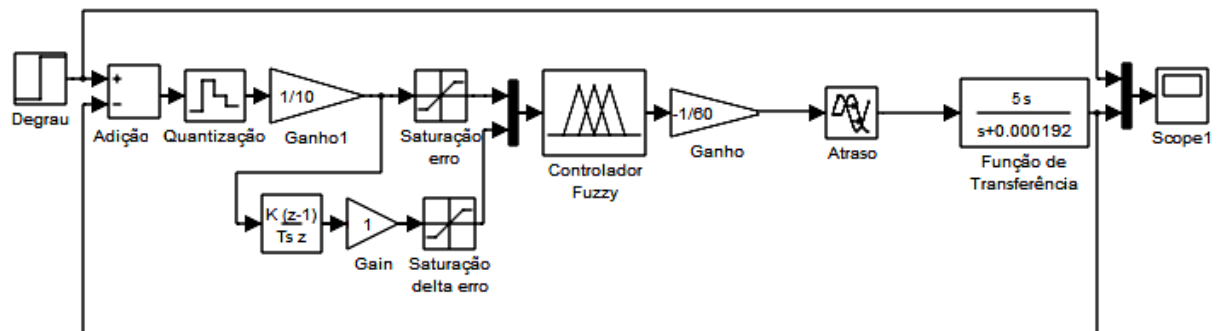 Degrau
+
−
Adição
Quantização
1/10
Ganho1
Saturação
erro
K (z-1)
Ts z
1
Gain
Saturação
delta erro
Controlador
Fuzzy
-1/60
Ganho
Atraso
5s
s+0.000192
Função de
Transferência
Scope1